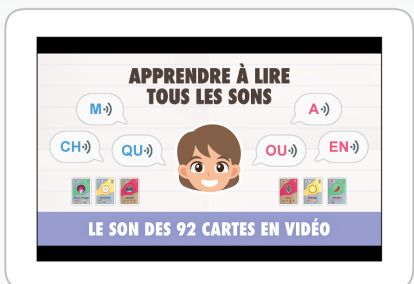 APPRENDRE À LIRE
TOUS LES SONS
M
A
CH
QU
OU
EN
LE SON DES 92 CARTES EN VIDÉO